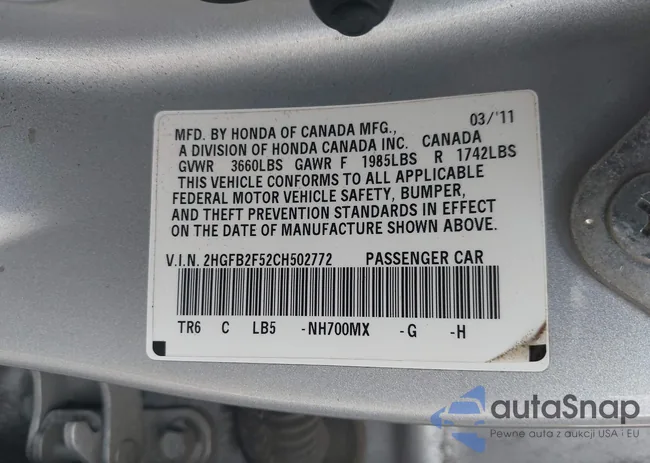 MFD. BY HONDA OF CANADA MFG., 03/'11
A DIVISION OF HONDA CANADA INC. CANADA
GVWR 3660LBS GAWR F 1985LBS R 1742LBS
THIS VEHICLE CONFORMS TO ALL APPLICABLE
FEDERAL MOTOR VEHICLE SAFETY, BUMPER,
AND THEFT PREVENTION STANDARDS IN EFFECT
ON THE DATE OF MANUFACTURE SHOWN ABOVE.
V.I.N. 2HGFB2F52CH502772 PASSENGER CAR
TR6 C LB5 -NH700MX -G -H
autaSnap
Pewne auta z aukcji USA i EU